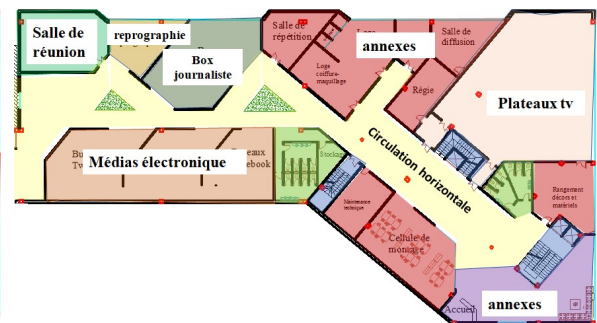 Salle de
réunion
reprographie
Box
journaliste
Salle de
répétition
annexes
Salle de
diffusion
Loge
coiffure-
maquillage
Régie
Plateaux tv
Circulation horizontale
Médias électronique
Stockage
Maintenance
technique
Cellule de
montage
Rangement
décors et
matériels
Accueil
annexes